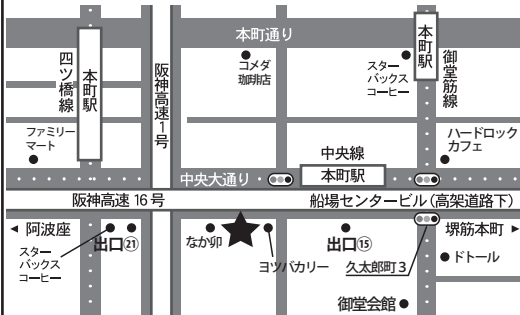 本町通り
四ツ橋線
本町駅
阪神高速1号
コメダ
珈琲店
スター
バックス
コーヒー
本町駅
御堂筋線
ファミリー
マート
ハードロック
カフェ
中央線
中央大通り
本町駅
阪神高速 16 号
船場センタービル(高架道路下)
阿波座
出口㉑
なか卯
出口⑮
堺筋本町
スター
バックス
コーヒー
ヨツバカリー
久太郎町 3
ドトール
御堂会館